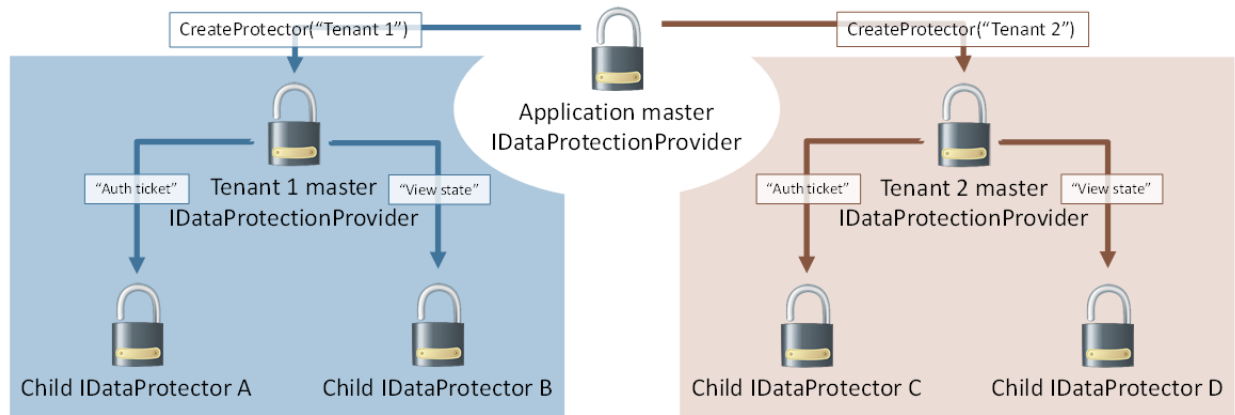 CreateProtector(“Tenant 1”)
CreateProtector(“Tenant 2”)
Application master
IDataProtectionProvider
“Auth ticket”
“View state”
Tenant 1 master
IDataProtectionProvider
“Auth ticket”
“View state”
Tenant 2 master
IDataProtectionProvider
Child IDataProtector A
Child IDataProtector B
Child IDataProtector C
Child IDataProtector D